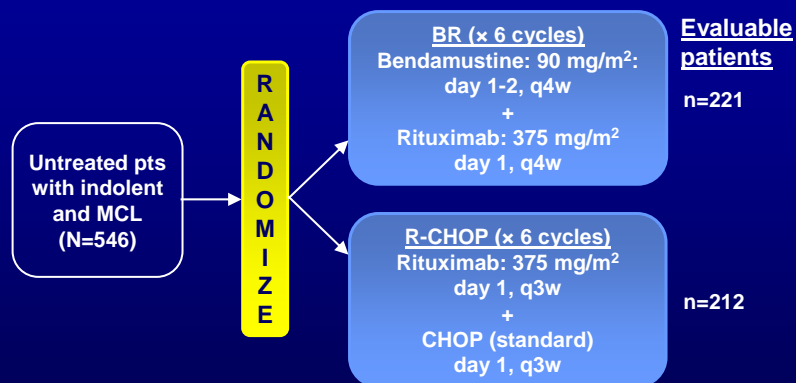 Untreated pts
with indolent
and MCL
(N=546)
R
A
N
D
O
M
I
Z
E
BR (× 6 cycles)
Bendamustine: 90 mg/m²:
day 1-2, q4w
+
Rituximab: 375 mg/m²
day 1, q4w
Evaluable
patients
n=221
R-CHOP (× 6 cycles)
Rituximab: 375 mg/m²
day 1, q3w
+
CHOP (standard)
day 1, q3w
n=212